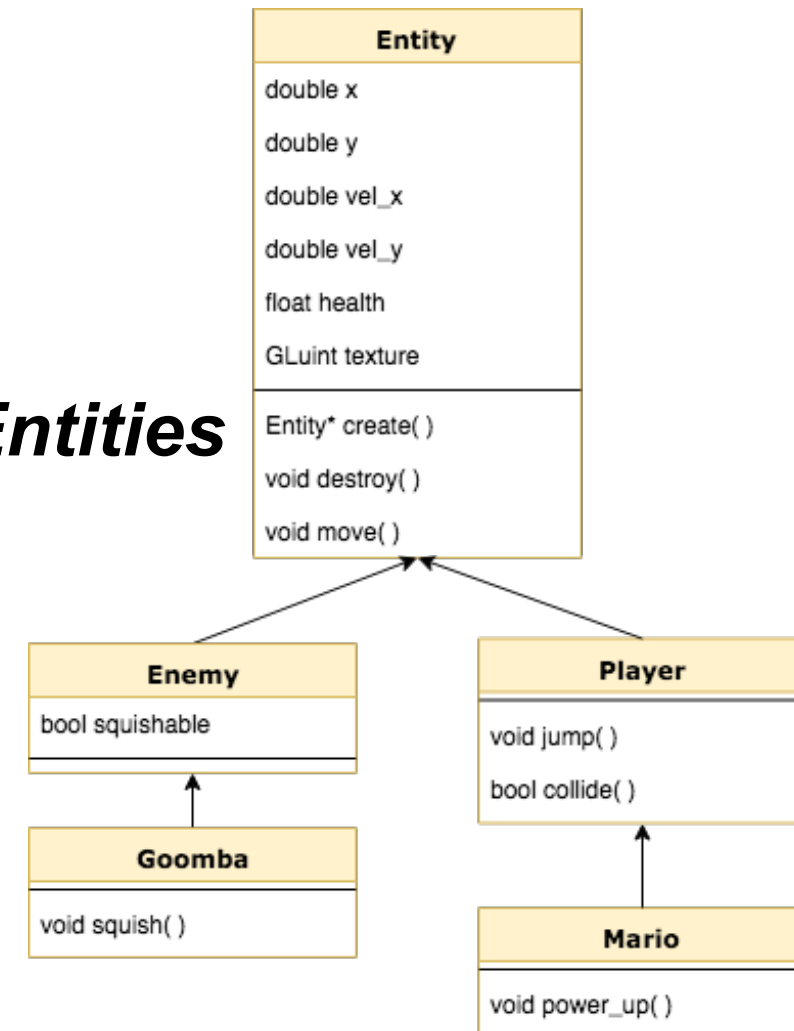 Entity
double x
double y
double vel_x
double vel_y
float health
GLuint texture
Entities
Entity* create( )
void destroy( )
void move( )
Enemy
bool squishable
Goomba
void squish( )
Player
void jump( )
bool collide( )
Mario
void power_up( )